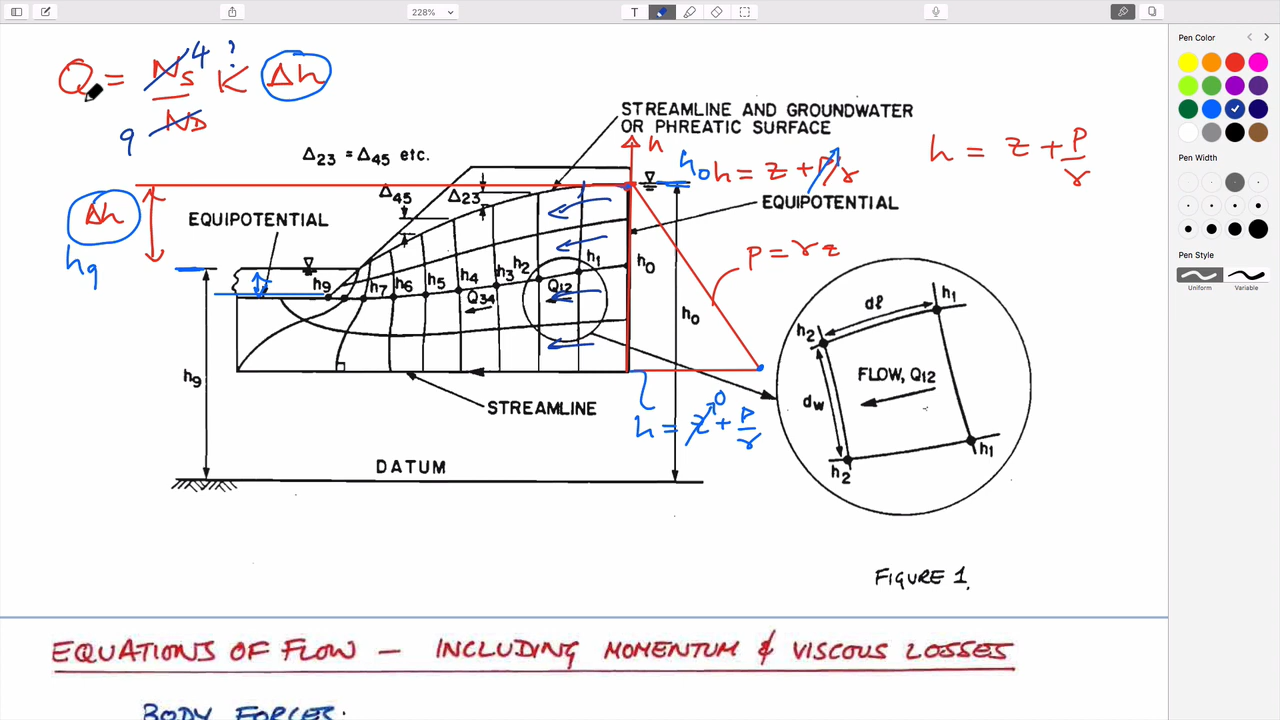 228%
T
Pen Color
Pen Width
Pen Style
Uniform
Variable
Q = Ns/ND K Δh
4
?
9
STREAMLINE AND GROUNDWATER
OR PHREATIC SURFACE
Δ23 = Δ45 etc.
h
h0
h = z + P/γ
h = z + P/γ
Δ45
Δ23
EQUIPOTENTIAL
Δh
h9
EQUIPOTENTIAL
P = γz
h9
h7
h6
h5
h4
h3
h2
h1
h0
Q34
Q12
h0
h9
h = z + P/γ
0
STREAMLINE
DATUM
dℓ
h1
h2
FLOW, Q12
dw
h1
h2
FIGURE 1.
EQUATIONS OF FLOW — INCLUDING MOMENTUM & VISCOUS LOSSES
BODY FORCES: